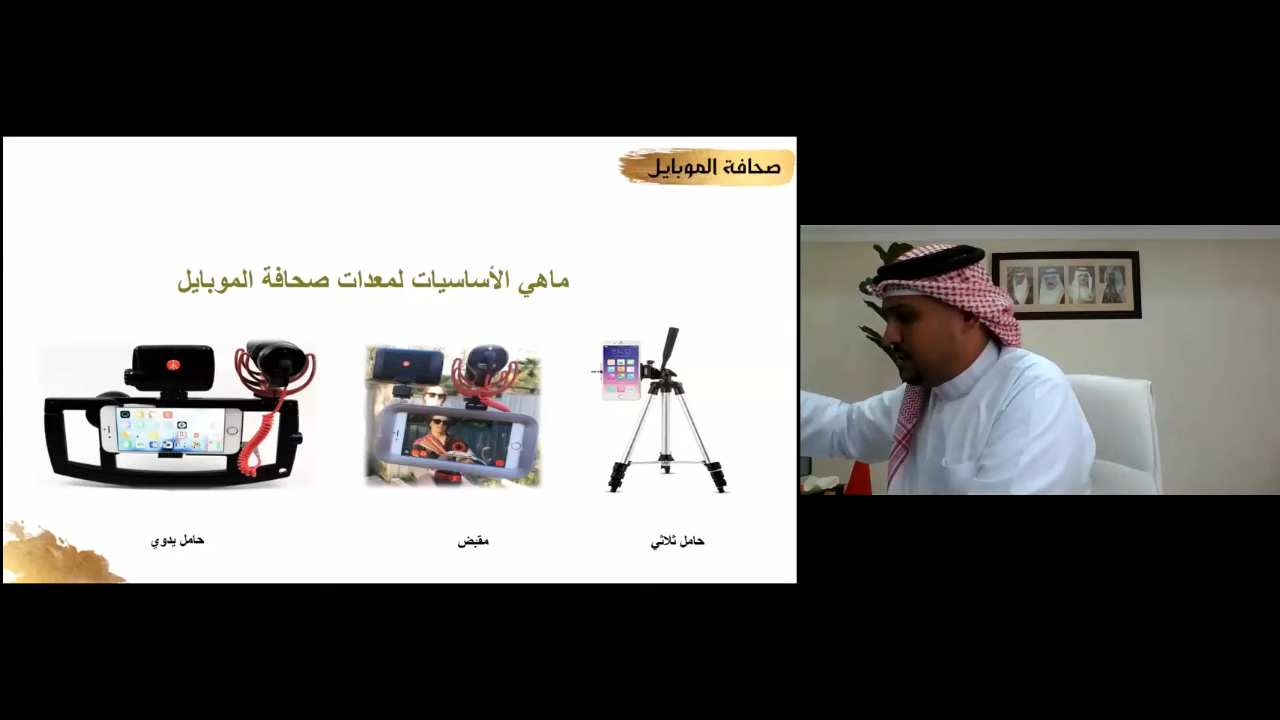 صحافة الموبايل
ماهي الأساسيات لمعدات صحافة الموبايل
حامل ثلاثي
مقبض
حامل يدوي